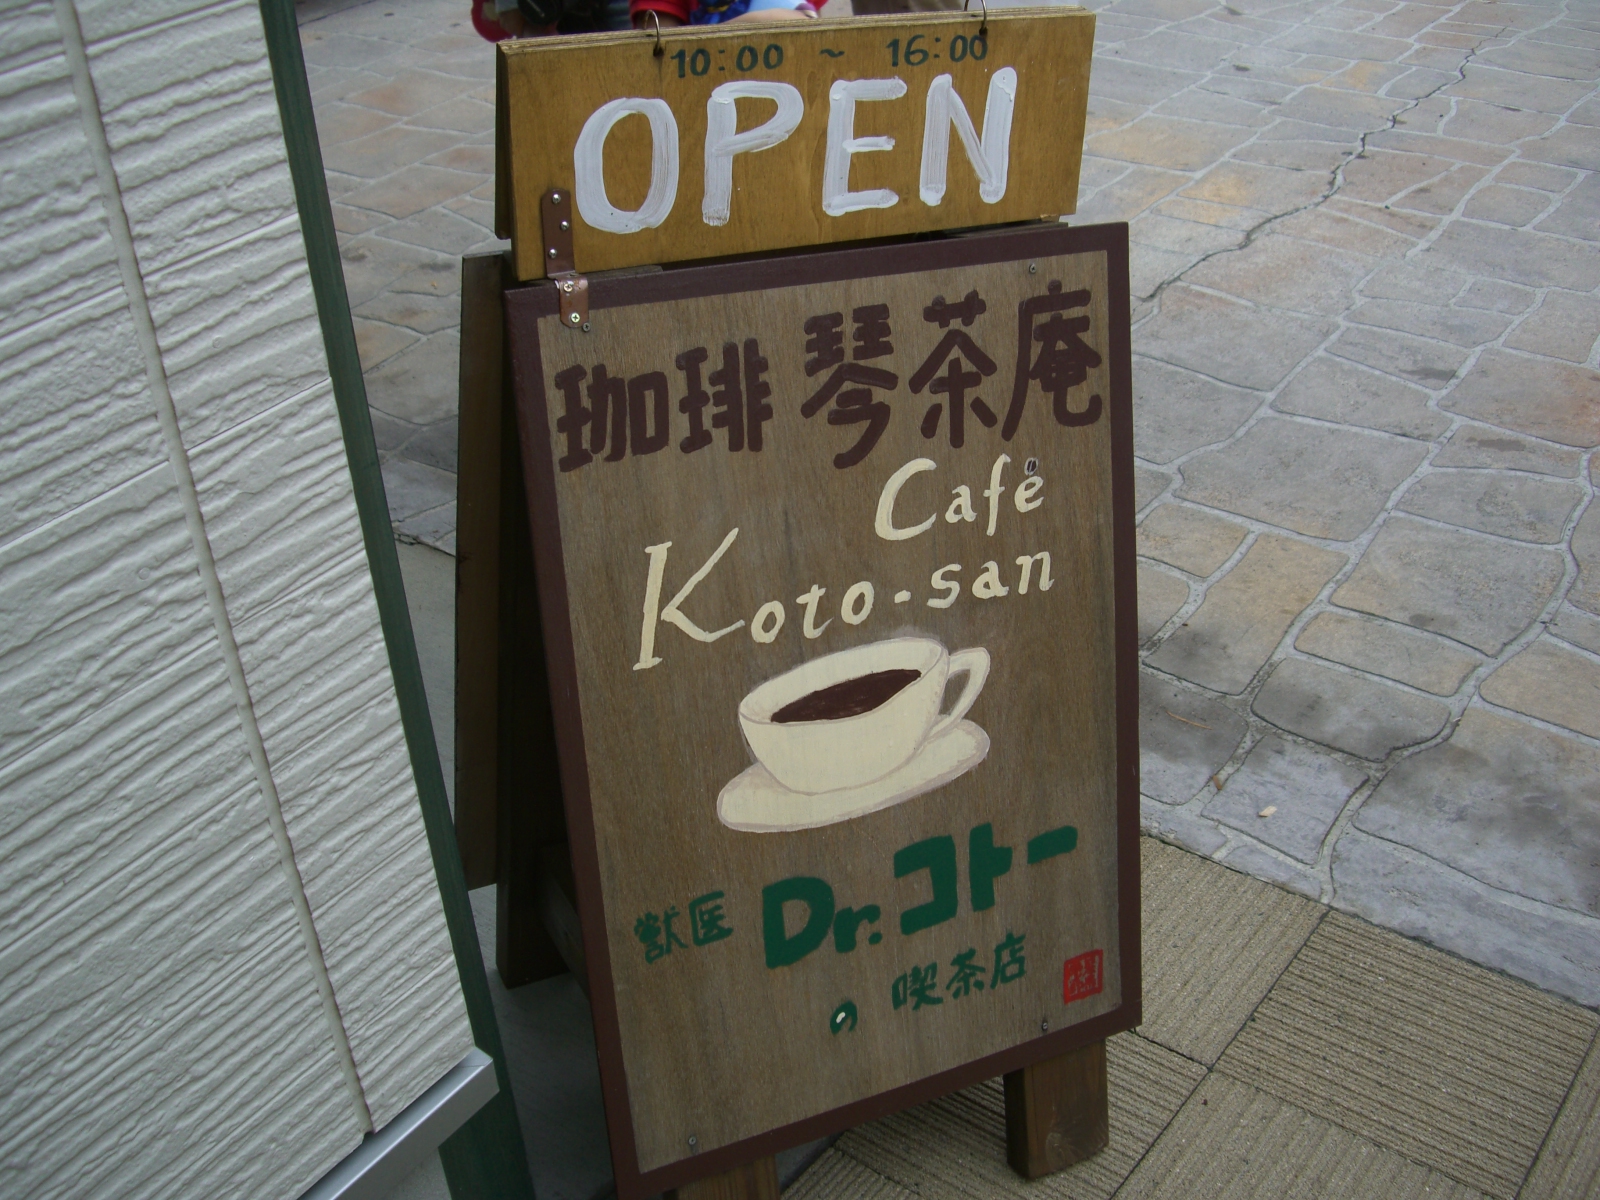 10:00 ~ 16:00
OPEN
珈琲 琴茶庵
Café
Koto-san
獣医 Dr.コトー
の 喫茶店